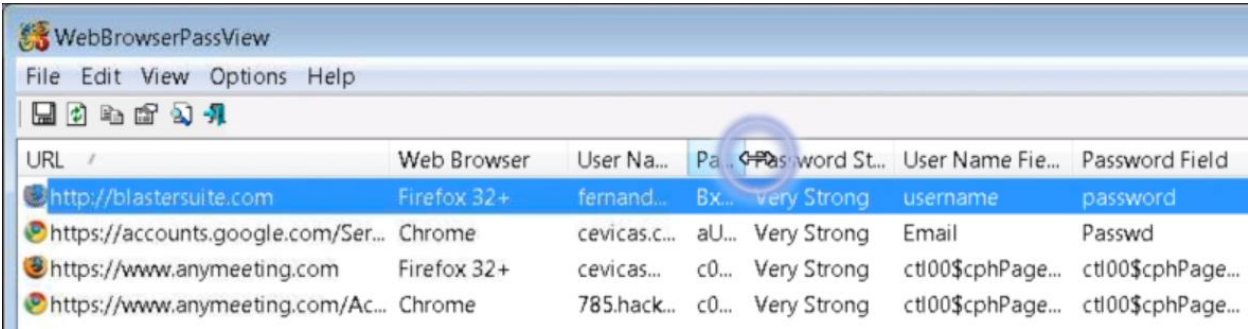 WebBrowserPassView
File Edit View Options Help
URL Web Browser User Na... Pa... Password St... User Name Fie... Password Field
http://blastersuite.com Firefox 32+ fernand... Bx... Very Strong username password
https://accounts.google.com/Ser... Chrome cevicas.c... aU... Very Strong Email Passwd
https://www.anymeeting.com Firefox 32+ cevicas... c0... Very Strong ctl00$cphPage... ctl00$cphPage...
https://www.anymeeting.com/Ac... Chrome 785.hack... c0... Very Strong ctl00$cphPage... ctl00$cphPage...